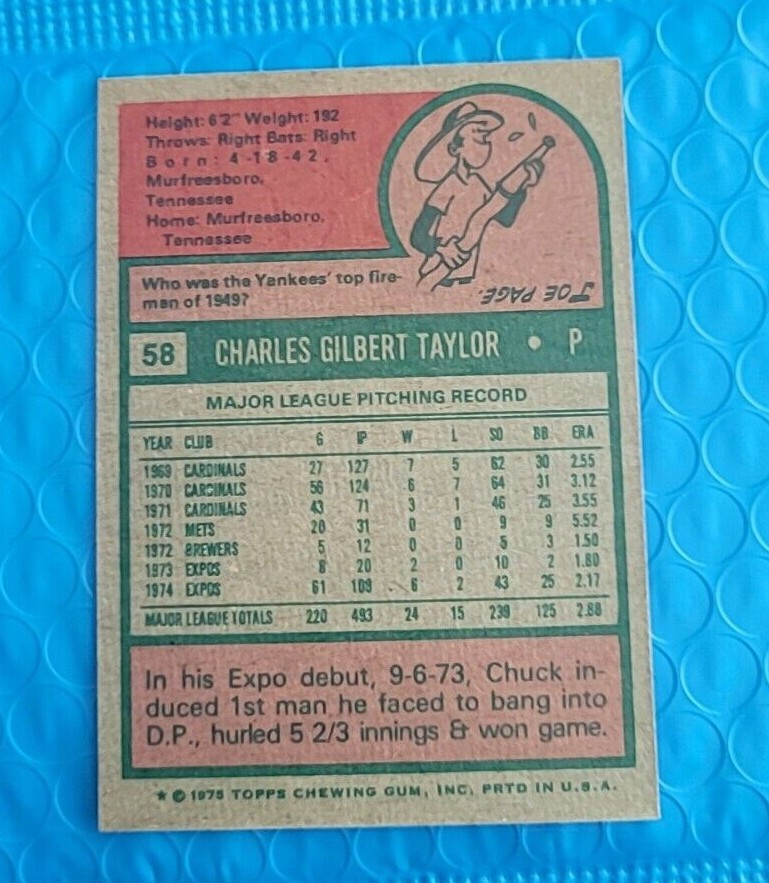 Height: 6'2" Weight: 192
Throws: Right Bats: Right
Born: 4-18-42,
Murfreesboro,
Tennessee
Home: Murfreesboro,
Tennessee
Who was the Yankees' top fire-
man of 1949?
JOE PAGE.
58 CHARLES GILBERT TAYLOR • P
MAJOR LEAGUE PITCHING RECORD
YEAR CLUB G IP W L SO BB ERA
1969 CARDINALS 27 127 7 5 62 30 2.55
1970 CARDINALS 56 124 6 7 64 31 3.12
1971 CARDINALS 43 71 3 1 46 25 3.55
1972 METS 20 31 0 0 9 9 5.52
1972 BREWERS 5 12 0 0 5 3 1.50
1973 EXPOS 8 20 2 0 10 2 1.80
1974 EXPOS 61 108 6 2 43 25 2.17
MAJOR LEAGUE TOTALS 220 493 24 15 239 125 2.88
In his Expo debut, 9-6-73, Chuck in-
duced 1st man he faced to bang into
D.P., hurled 5 2/3 innings & won game.
★ © 1975 TOPPS CHEWING GUM, INC. PRTD IN U.S.A.